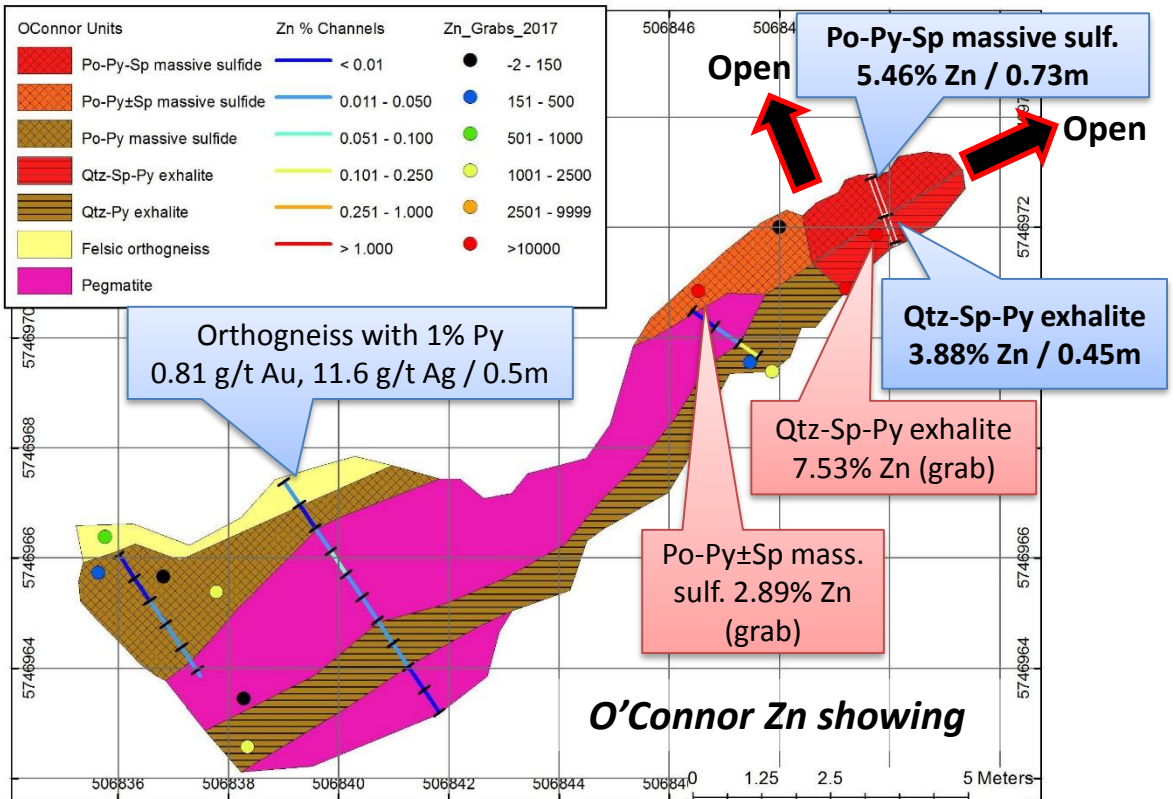 OConnor Units
Po-Py-Sp massive sulfide
Po-Py±Sp massive sulfide
Po-Py massive sulfide
Qtz-Sp-Py exhalite
Qtz-Py exhalite
Felsic orthogneiss
Pegmatite
Zn % Channels
< 0.01
0.011 - 0.050
0.051 - 0.100
0.101 - 0.250
0.251 - 1.000
> 1.000
Zn_Grabs_2017
-2 - 150
151 - 500
501 - 1000
1001 - 2500
2501 - 9999
>10000
506846
Open
Po-Py-Sp massive sulf.
5.46% Zn / 0.73m
Open
5746972
5746970
Orthogneiss with 1% Py
0.81 g/t Au, 11.6 g/t Ag / 0.5m
Qtz-Sp-Py exhalite
3.88% Zn / 0.45m
Qtz-Sp-Py exhalite
7.53% Zn (grab)
5746968
5746968
Po-Py±Sp mass.
sulf. 2.89% Zn
(grab)
5746966
5746966
5746964
5746964
O'Connor Zn showing
506836
506838
506840
506842
506844
0
1.25
2.5
5 Meters